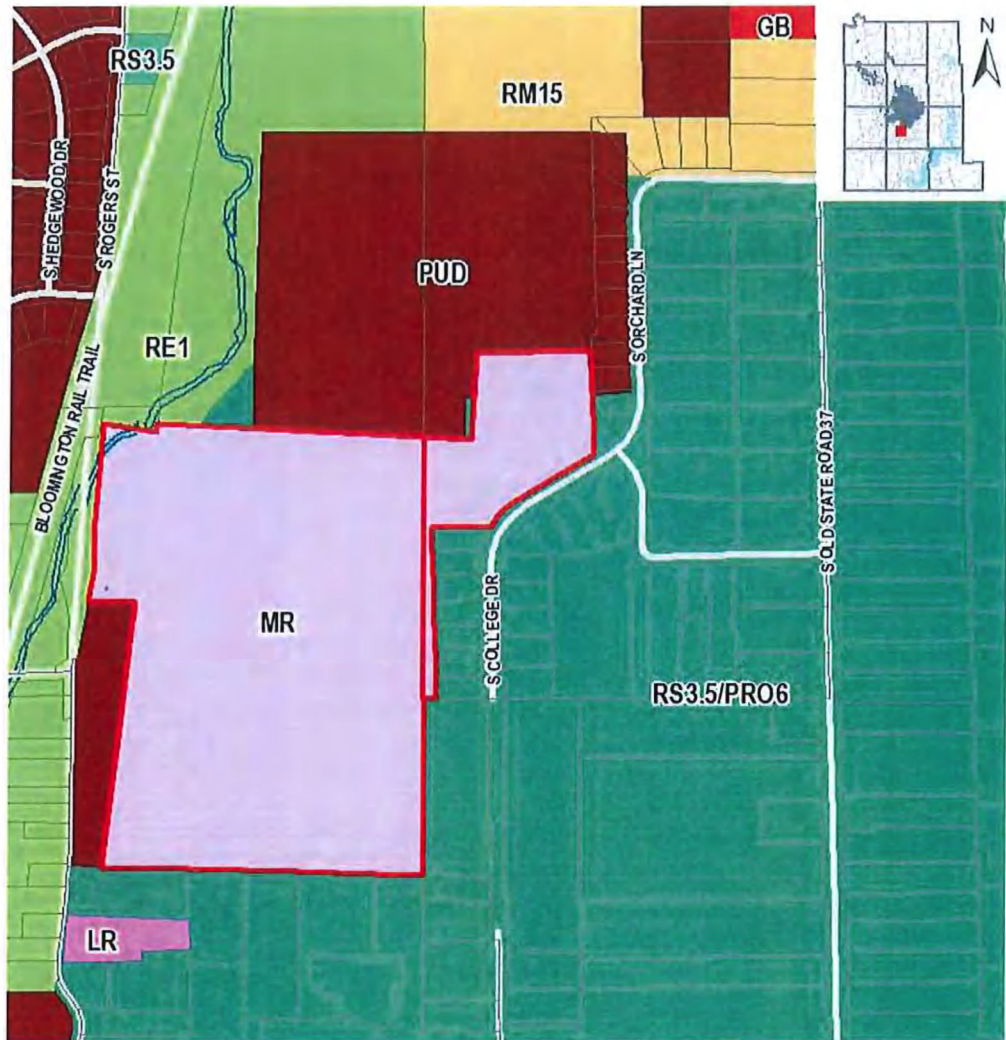 GB
N
RS3.5
RM15
S HEDGEWOOD DR
S ROGERS ST
PUD
S ORCHARD LN
RE1
BLOOMINGTON RAIL TRAIL
S OLD STATE ROAD 37
MR
S COLLEGE DR
RS3.5/PRO6
LR